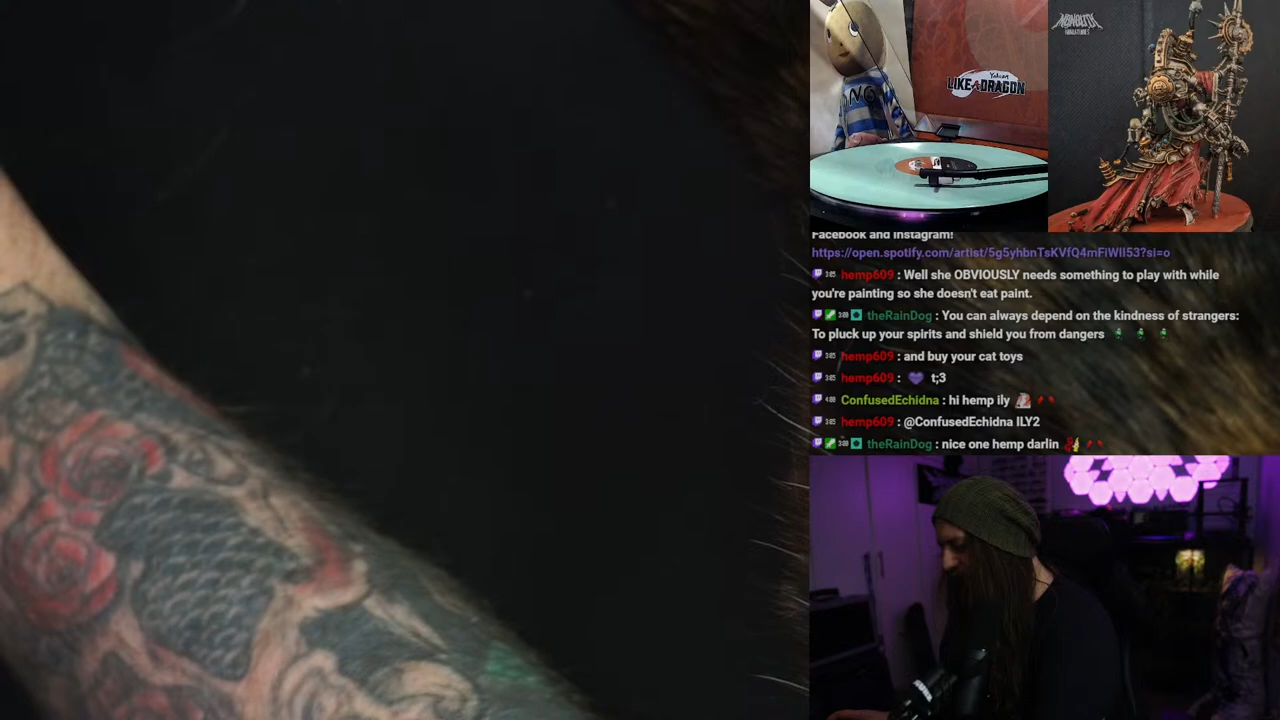 Yakuza
LIKE A DRAGON
MINIATURES
Facebook and Instagram!
https://open.spotify.com/artist/5g5yhbnTsKVfQ4mFiWIl53?si=o
hemp609 : Well she OBVIOUSLY needs something to play with while
you're painting so she doesn't eat paint.
theRainDog : You can always depend on the kindness of strangers:
To pluck up your spirits and shield you from dangers
hemp609 : and buy your cat toys
hemp609 : t;3
ConfusedEchidna : hi hemp ily
hemp609 : @ConfusedEchidna ILY2
theRainDog : nice one hemp darlin